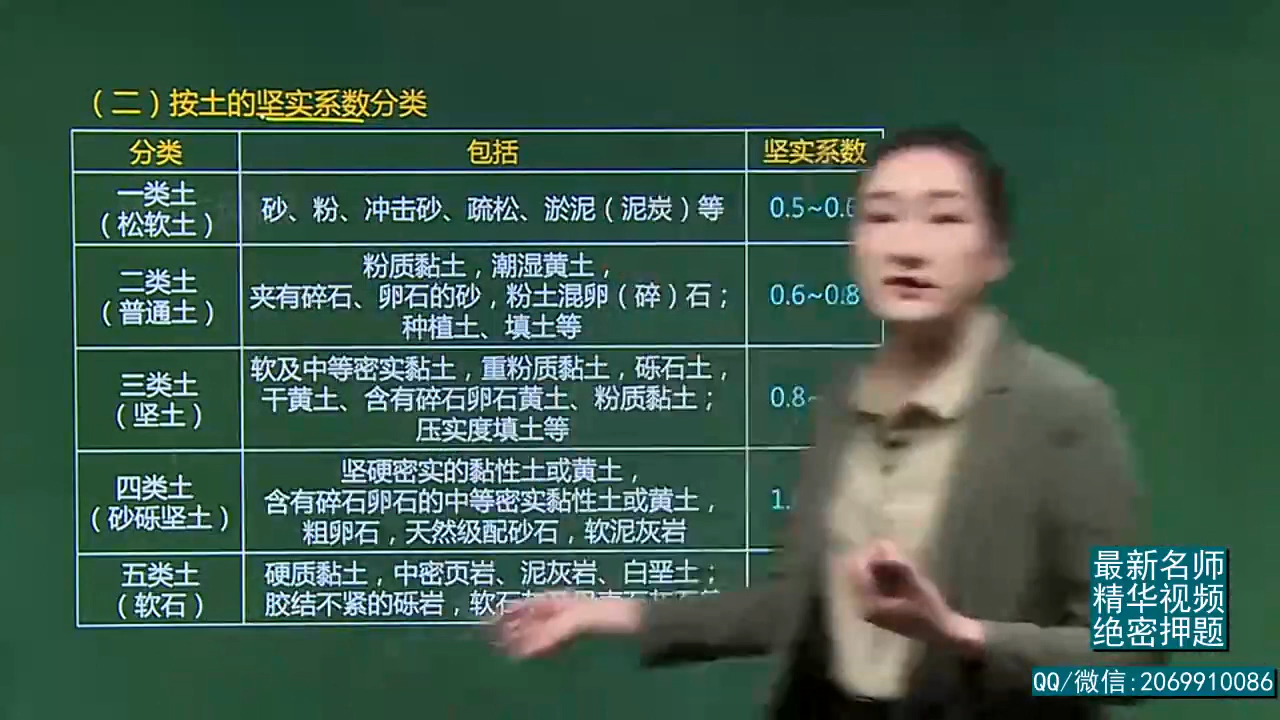 （二）按土的坚实系数分类
分类
包括
坚实系数
一类土
（松软土）
砂、粉、冲击砂、疏松、淤泥（泥炭）等
0.5~0.6
二类土
（普通土）
粉质黏土，潮湿黄土，
夹有碎石、卵石的砂，粉土混卵（碎）石；
种植土、填土等
0.6~0.8
三类土
（坚土）
软及中等密实黏土，重粉质黏土，砾石土，
干黄土、含有碎石卵石黄土、粉质黏土；
压实度填土等
0.8~
四类土
（砂砾坚土）
坚硬密实的黏性土或黄土，
含有碎石卵石的中等密实黏性土或黄土，
粗卵石，天然级配砂石，软泥灰岩
1.
五类土
（软石）
硬质黏土，中密页岩、泥灰岩、白垩土；
胶结不紧的砾岩，软石
最新名师
精华视频
绝密押题
QQ/微信:2069910086